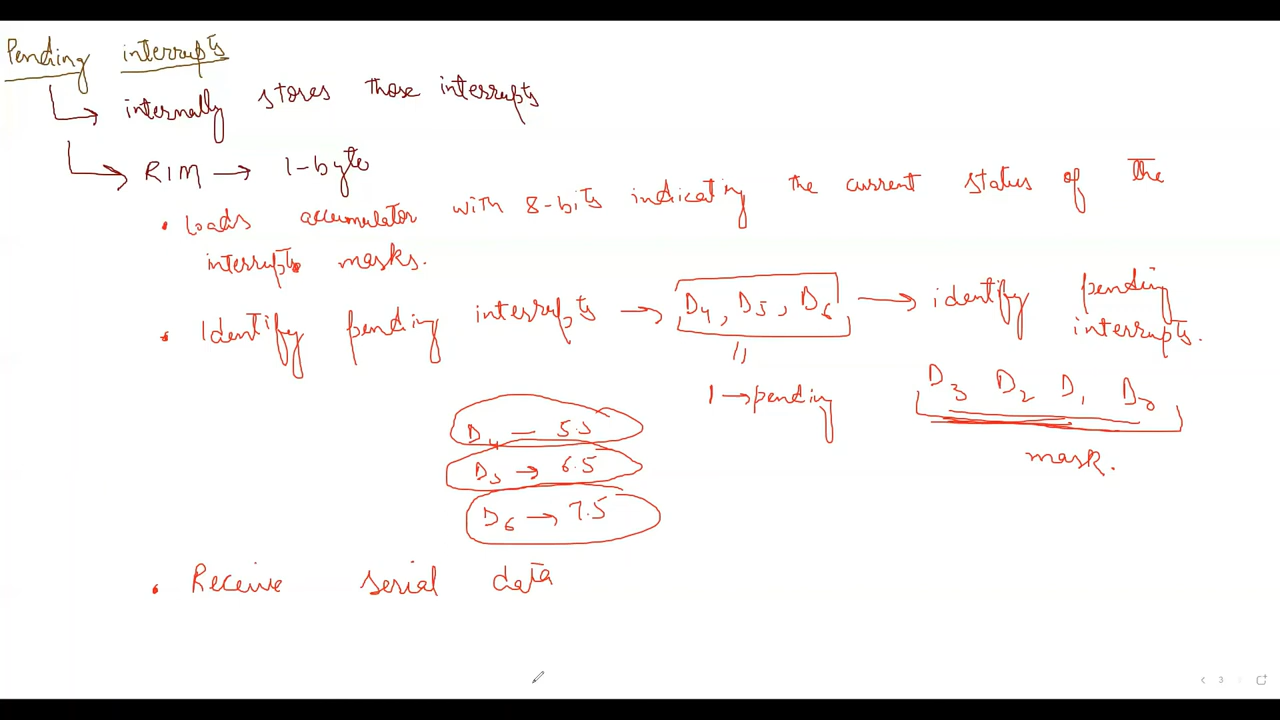 Pending interrupts
internally stores those interrupts
RIM → 1-byte
• Loads accumulator with 8-bits indicating the current status of the
interrupts masks.
• Identify pending interrupts → D4, D5, D6 → identify pending
interrupts.
1 → pending
D3 D2 D1 D0
mask.
D4 — 5.5
D5 → 6.5
D6 → 7.5
• Receive serial data
3